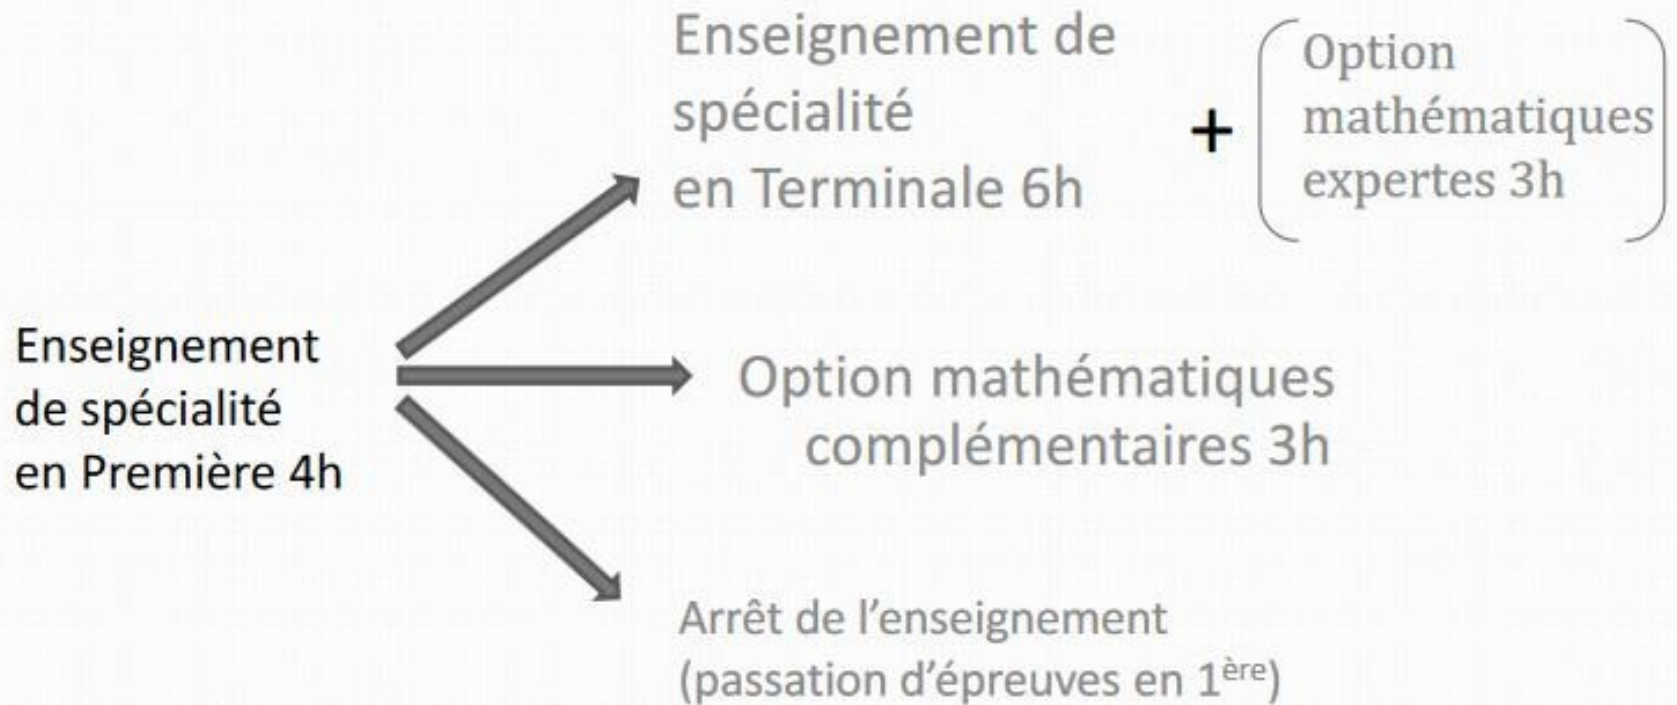 Enseignement de
spécialité
en Terminale 6h
+
Option
mathématiques
expertes 3h
Enseignement
de spécialité
en Première 4h
Option mathématiques
complémentaires 3h
Arrêt de l'enseignement
(passation d'épreuves en 1ère)